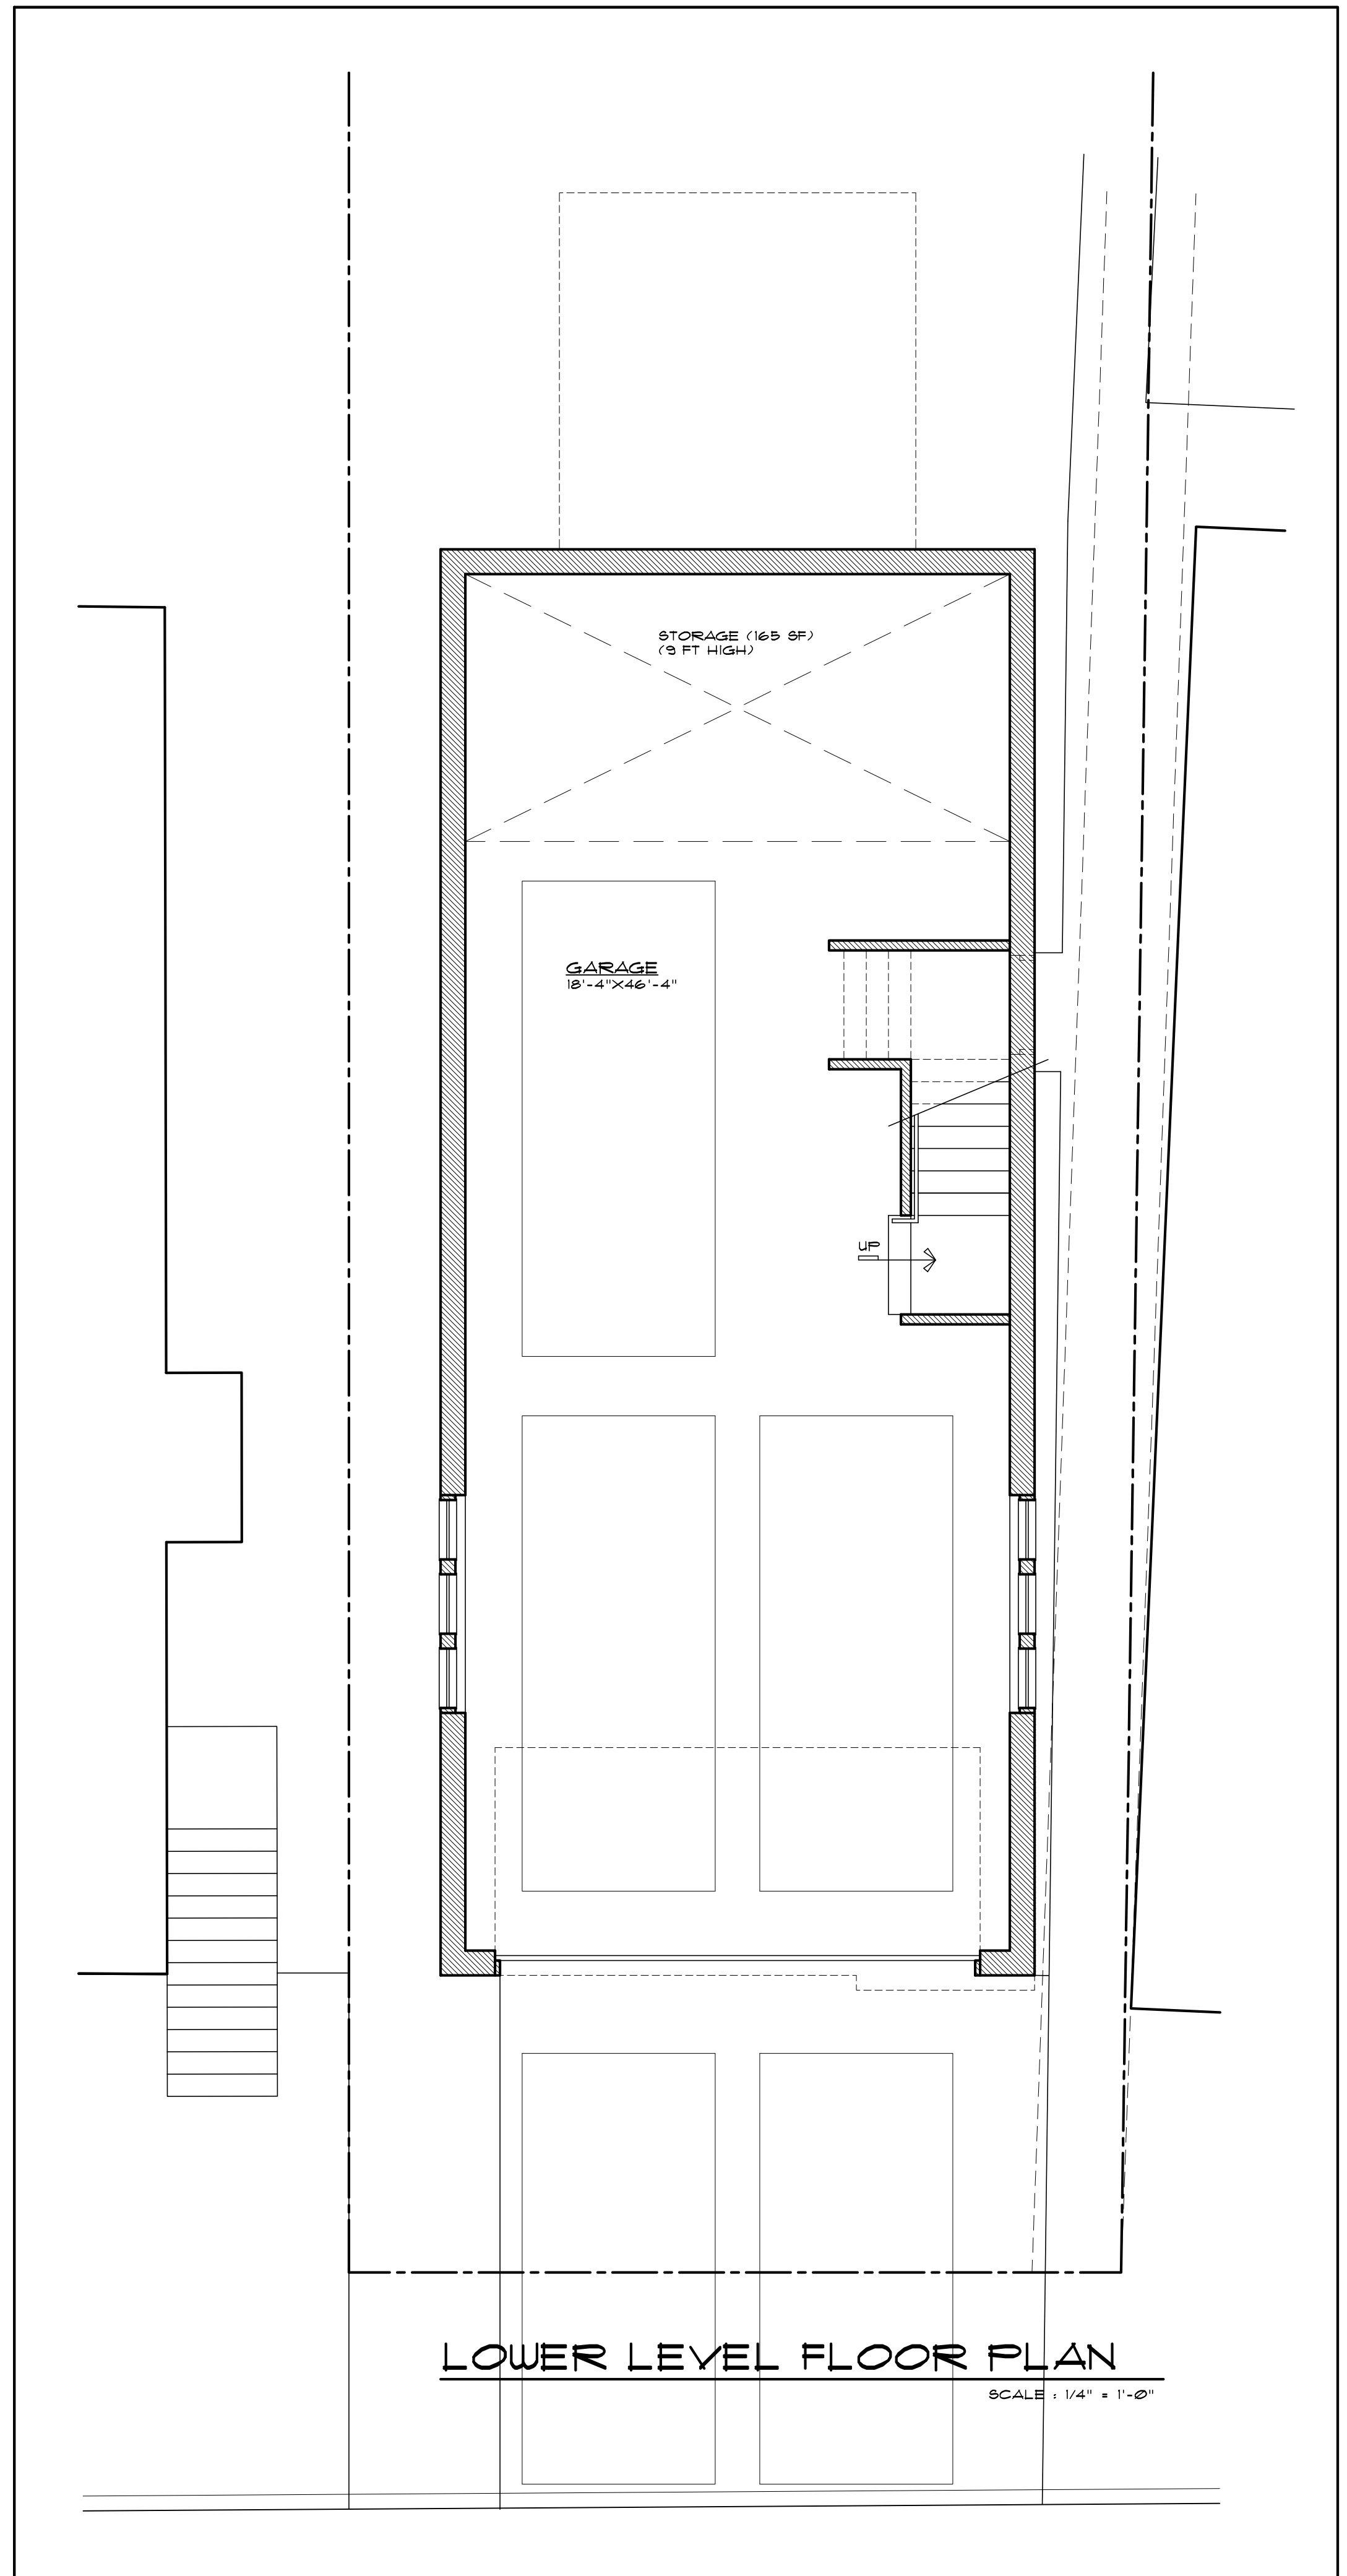 STORAGE (165 SF)
(9 FT HIGH)
GARAGE
18'-4"X46'-4"
UP
LOWER LEVEL FLOOR PLAN
SCALE : 1/4" = 1'-0"